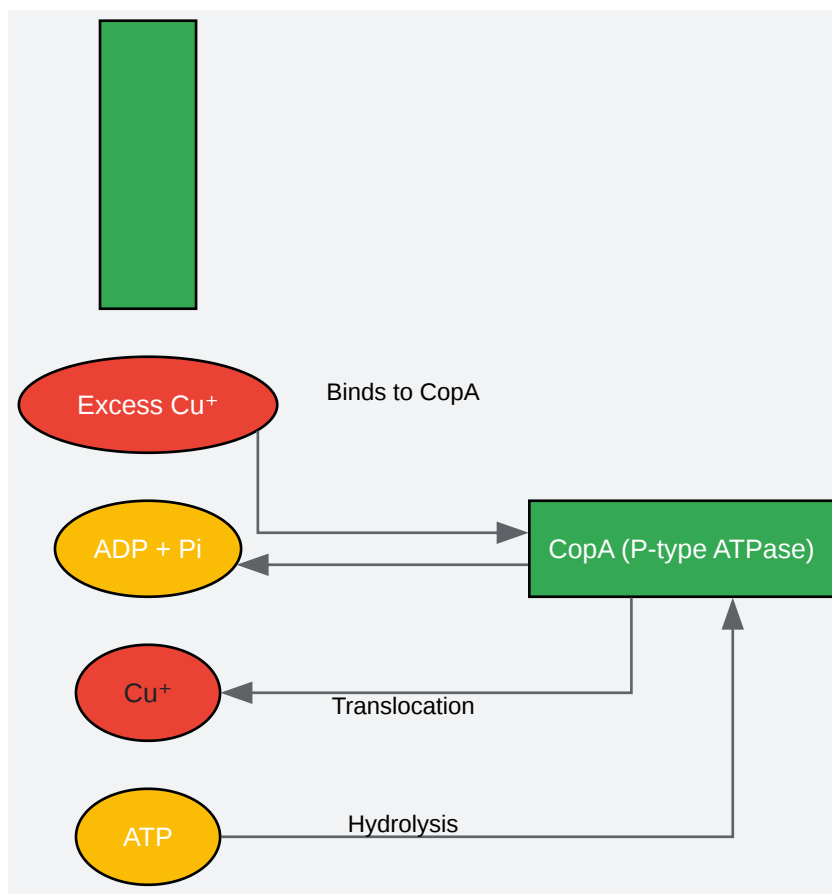 Excess Cu⁺
Binds to CopA
ADP + Pi
CopA (P-type ATPase)
Cu⁺
Translocation
ATP
Hydrolysis